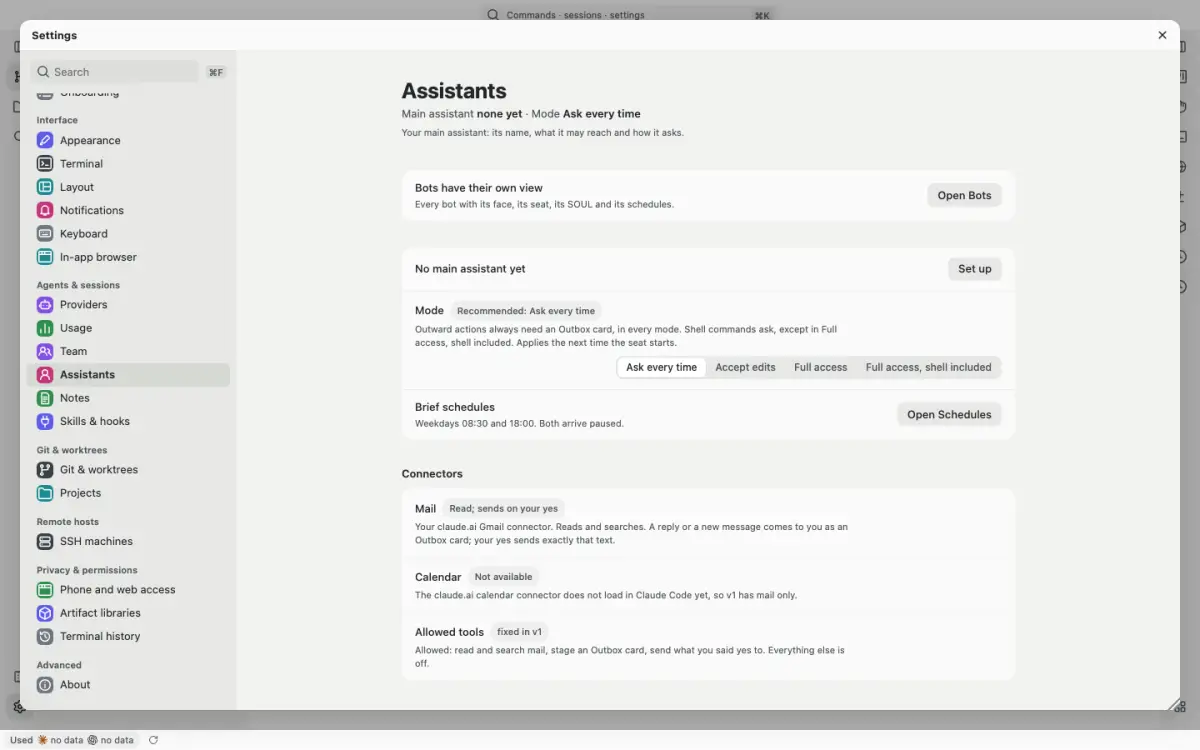 Commands · sessions · settings
⌘K
Settings
Search
⌘F
Onboarding
Interface
Appearance
Terminal
Layout
Notifications
Keyboard
In-app browser
Agents & sessions
Providers
Usage
Team
Assistants
Notes
Skills & hooks
Git & worktrees
Git & worktrees
Projects
Remote hosts
SSH machines
Privacy & permissions
Phone and web access
Artifact libraries
Terminal history
Advanced
About
Assistants
Main assistant none yet · Mode Ask every time
Your main assistant: its name, what it may reach and how it asks.
Bots have their own view
Every bot with its face, its seat, its SOUL and its schedules.
Open Bots
No main assistant yet
Set up
Mode Recommended: Ask every time
Outward actions always need an Outbox card, in every mode. Shell commands ask, except in Full
access, shell included. Applies the next time the seat starts.
Ask every time Accept edits Full access Full access, shell included
Brief schedules
Weekdays 08:30 and 18:00. Both arrive paused.
Open Schedules
Connectors
Mail Read; sends on your yes
Your claude.ai Gmail connector. Reads and searches. A reply or a new message comes to you as an
Outbox card; your yes sends exactly that text.
Calendar Not available
The claude.ai calendar connector does not load in Claude Code yet, so v1 has mail only.
Allowed tools fixed in v1
Allowed: read and search mail, stage an Outbox card, send what you said yes to. Everything else is
off.
Used no data no data